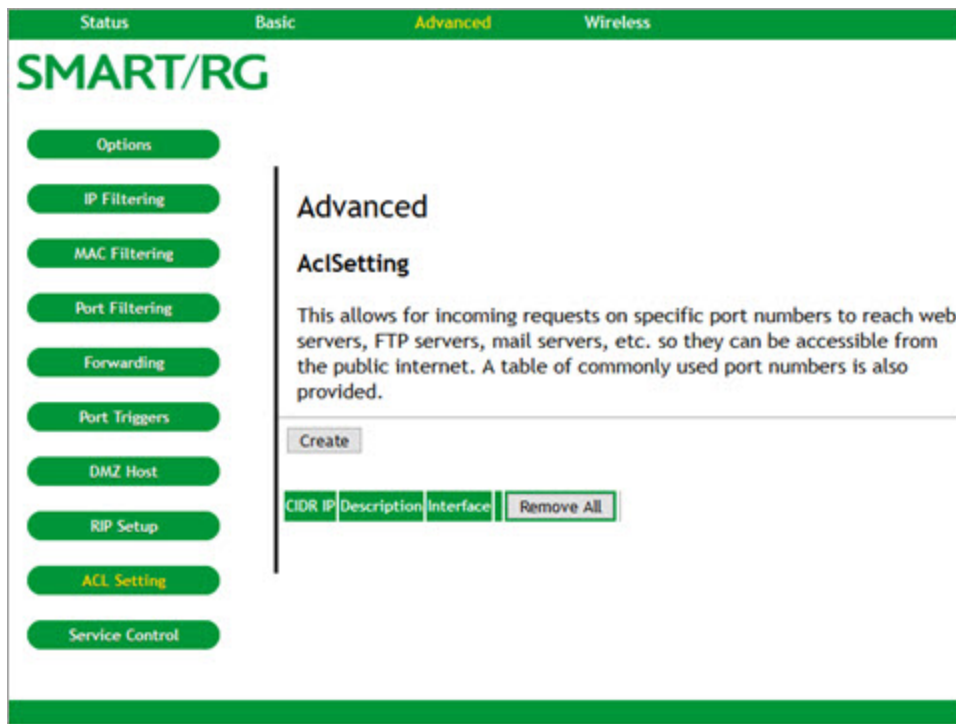 Status Basic Advanced Wireless
SMART/RG
Options
IP Filtering
MAC Filtering
Port Filtering
Forwarding
Port Triggers
DMZ Host
RIP Setup
ACL Setting
Service Control
Advanced
AclSetting
This allows for incoming requests on specific port numbers to reach web
servers, FTP servers, mail servers, etc. so they can be accessible from
the public internet. A table of commonly used port numbers is also
provided.
Create
CIDR IP Description Interface Remove All